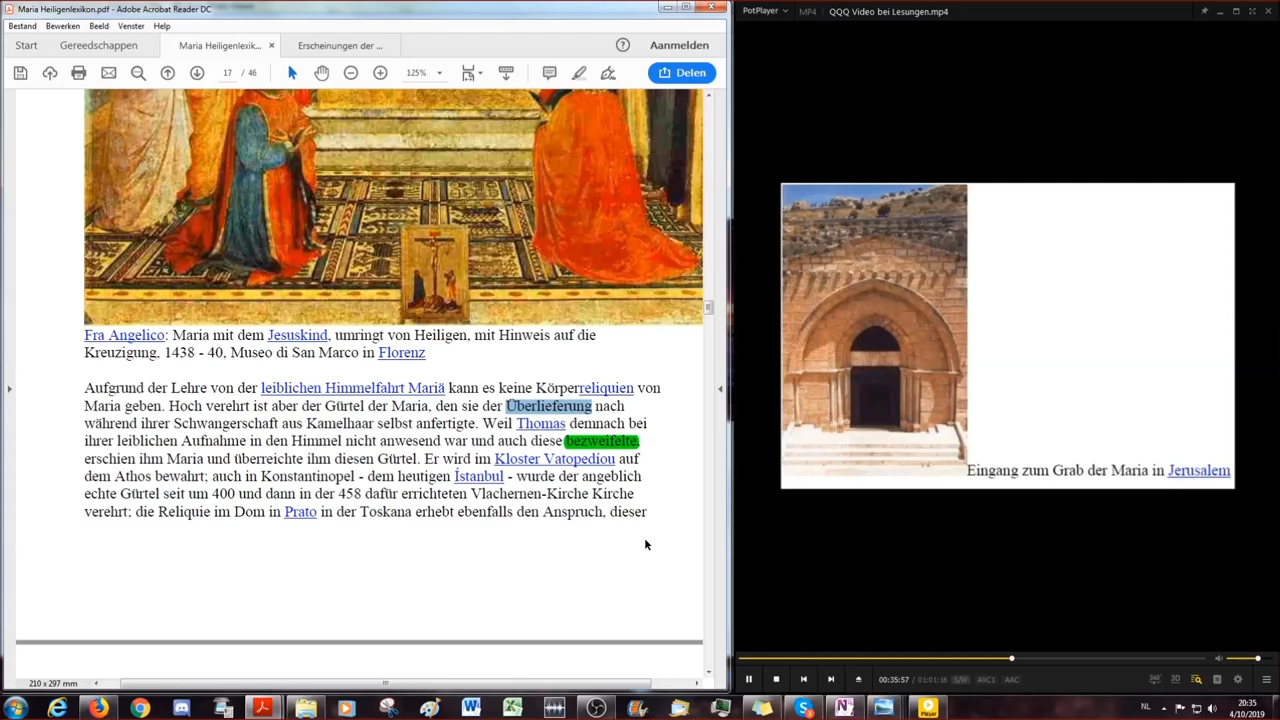 Maria Heiligenlexikon.pdf - Adobe Acrobat Reader DC
Bestand Bewerken Beeld Venster Help
Start Gereedschappen Maria Heiligenlexik... × Erscheinungen der ... Aanmelden
17 / 46 125% Delen
Fra Angelico: Maria mit dem Jesuskind, umringt von Heiligen, mit Hinweis auf die
Kreuzigung, 1438 - 40, Museo di San Marco in Florenz
Aufgrund der Lehre von der leiblichen Himmelfahrt Mariä kann es keine Körperreliquien von
Maria geben. Hoch verehrt ist aber der Gürtel der Maria, den sie der Überlieferung nach
während ihrer Schwangerschaft aus Kamelhaar selbst anfertigte. Weil Thomas demnach bei
ihrer leiblichen Aufnahme in den Himmel nicht anwesend war und auch diese bezweifelte,
erschien ihm Maria und überreichte ihm diesen Gürtel. Er wird im Kloster Vatopediou auf
dem Athos bewahrt; auch in Konstantinopel - dem heutigen İstanbul - wurde der angeblich
echte Gürtel seit um 400 und dann in der 458 dafür errichteten Vlachernen-Kirche Kirche
verehrt; die Reliquie im Dom in Prato in der Toskana erhebt ebenfalls den Anspruch, dieser
210 x 297 mm
PotPlayer MP4 QQQ Video bei Lesungen.mp4
Eingang zum Grab der Maria in Jerusalem
00:35:57 / 01:01:16 S/W AVC1 AAC
360° 3D
NL 20:35
4/10/2019